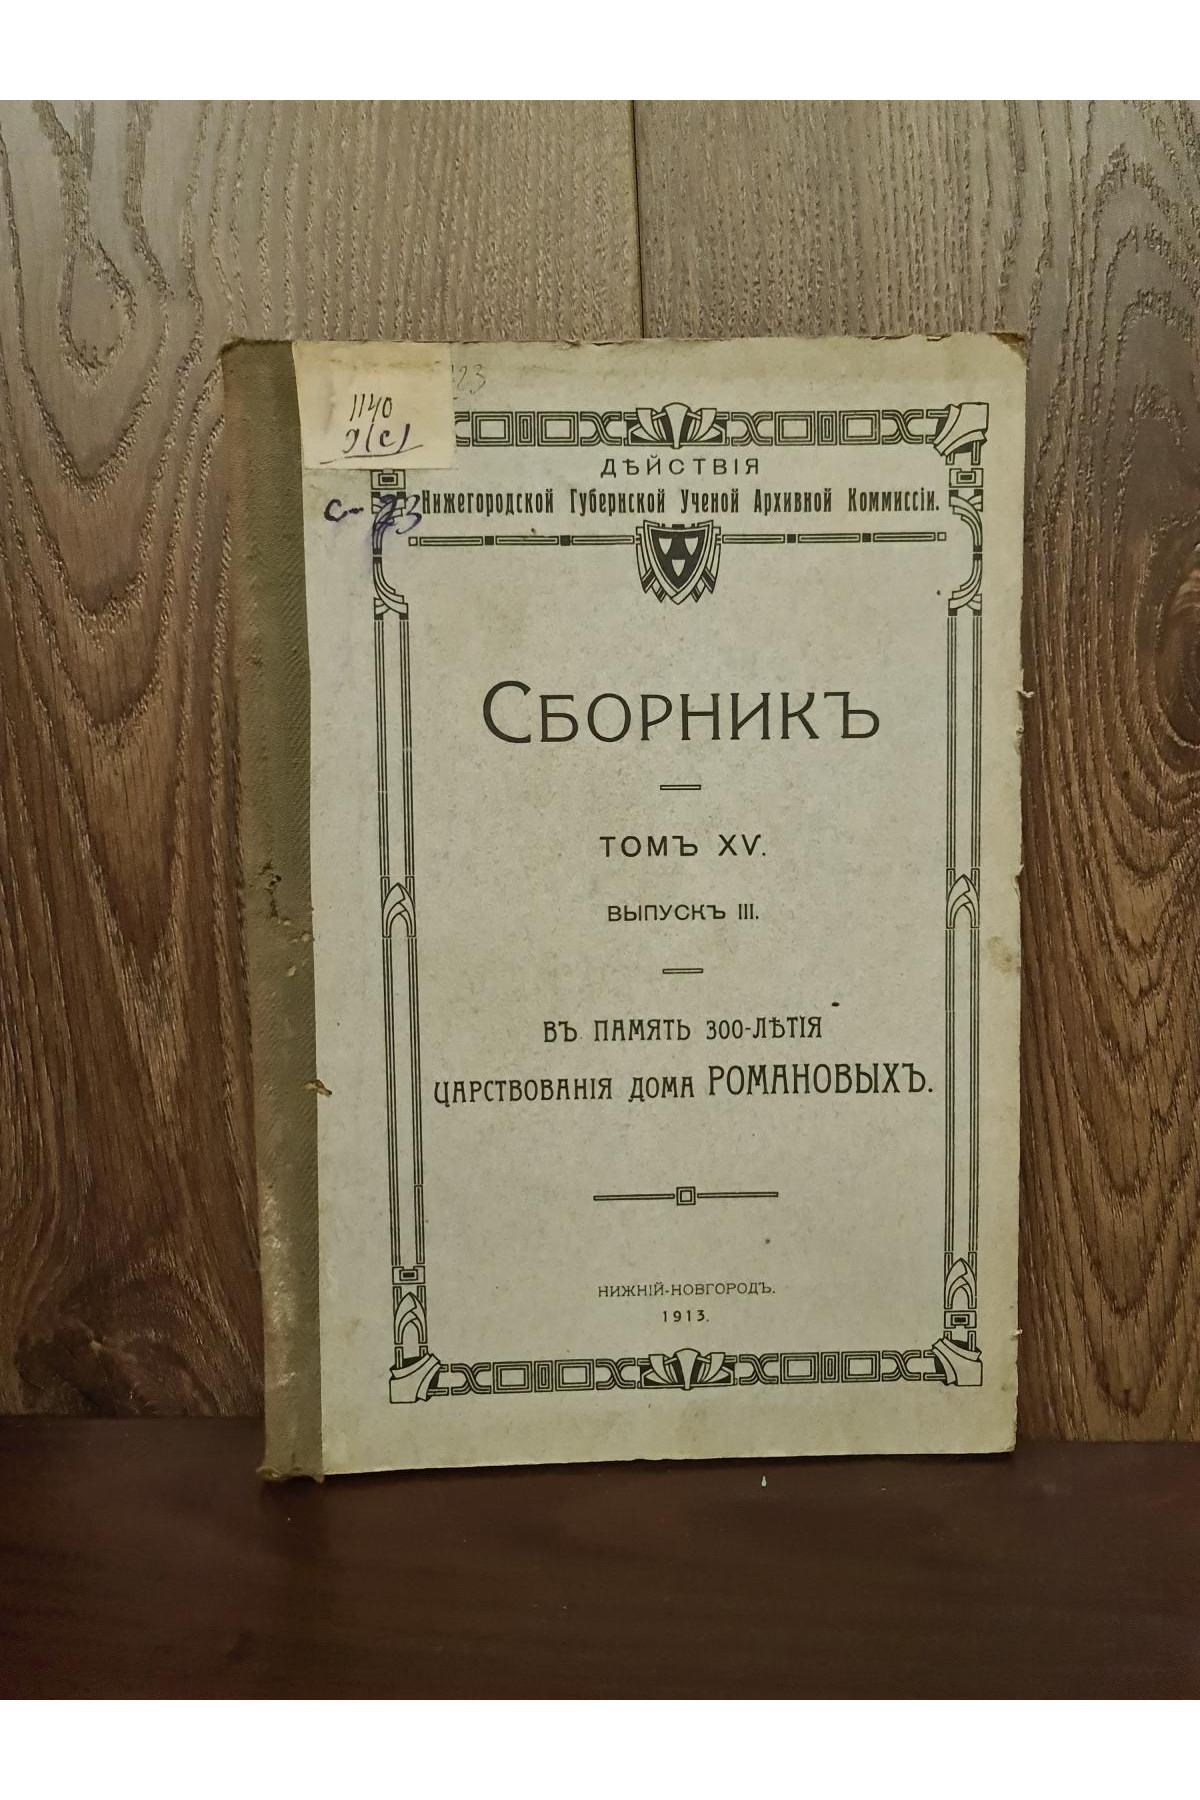 23
1140
9(с)
с-23
ДѢЙСТВІЯ
Нижегородской Губернской Ученой Архивной Коммиссіи.
СБОРНИКЪ
ТОМЪ XV.
ВЫПУСКЪ III.
ВЪ ПАМЯТЬ 300-ЛѢТІЯ
ЦАРСТВОВАНІЯ ДОМА РОМАНОВЫХЪ.
НИЖНІЙ-НОВГОРОДЪ.
1913.